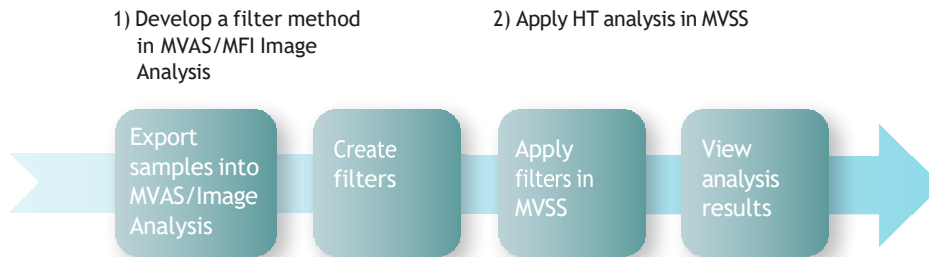 1) Develop a filter method
in MVAS/MFI Image
Analysis
2) Apply HT analysis in MVSS
Export
samples into
MVAS/Image
Analysis
Create
filters
Apply
filters in
MVSS
View
analysis
results